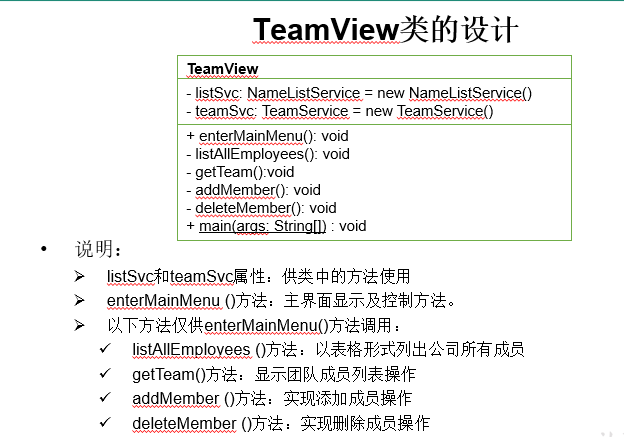 TeamView类的设计
TeamView
- listSvc: NameListService = new NameListService()
- teamSvc: TeamService = new TeamService()
+ enterMainMenu(): void
- listAllEmployees(): void
- getTeam():void
- addMember(): void
- deleteMember(): void
+ main(args: String[]) : void
• 说明：
➢ listSvc和teamSvc属性：供类中的方法使用
➢ enterMainMenu ()方法：主界面显示及控制方法。
➢ 以下方法仅供enterMainMenu()方法调用：
✓ listAllEmployees ()方法：以表格形式列出公司所有成员
✓ getTeam()方法：显示团队成员列表操作
✓ addMember ()方法：实现添加成员操作
✓ deleteMember ()方法：实现删除成员操作